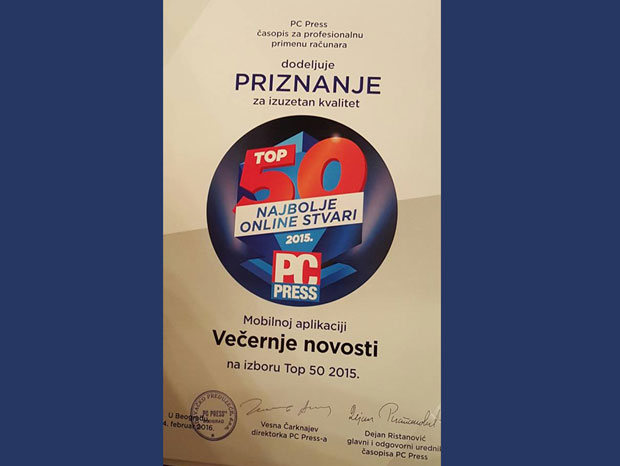 PC Press
časopis za profesionalnu
primenu računara
dodeljuje
PRIZNANJE
za izuzetan kvalitet
TOP
50
NAJBOLJE
ONLINE STVARI
2015.
PC
PRESS
Mobilnoj aplikaciji
Večernje novosti
na izboru Top 50 2015.
U Beogradu
4. februar 2016.
"PC PRESS"
Vesna Čarknajev
direktorka PC Press-a
Dejan Ristanović
glavni i odgovorni urednik
časopisa PC Press